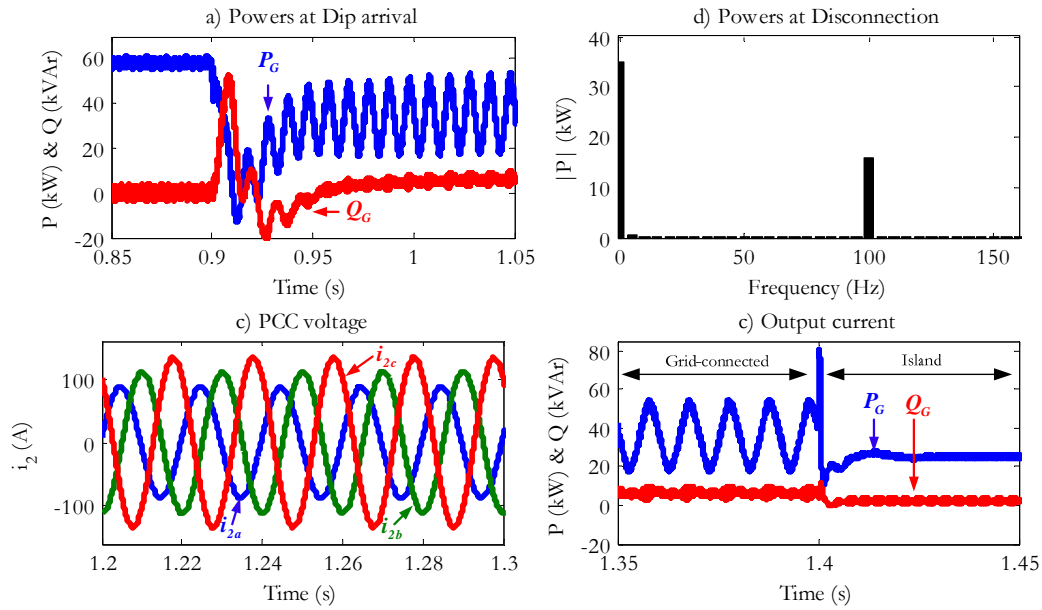 a) Powers at Dip arrival
P (kW) & Q (kVAr)
60
40
20
0
-20
P_G
Q_G
0.85
0.9
0.95
1
1.05
Time (s)
d) Powers at Disconnection
|P| (kW)
40
30
20
10
0
0
50
100
150
Frequency (Hz)
c) PCC voltage
i_2 (A)
100
0
-100
i_2c
i_2a
i_2b
1.2
1.22
1.24
1.26
1.28
1.3
Time (s)
c) Output current
P (kW) & Q (kVAr)
80
60
40
20
0
-20
Grid-connected
Island
P_G
Q_G
1.35
1.4
1.45
Time (s)